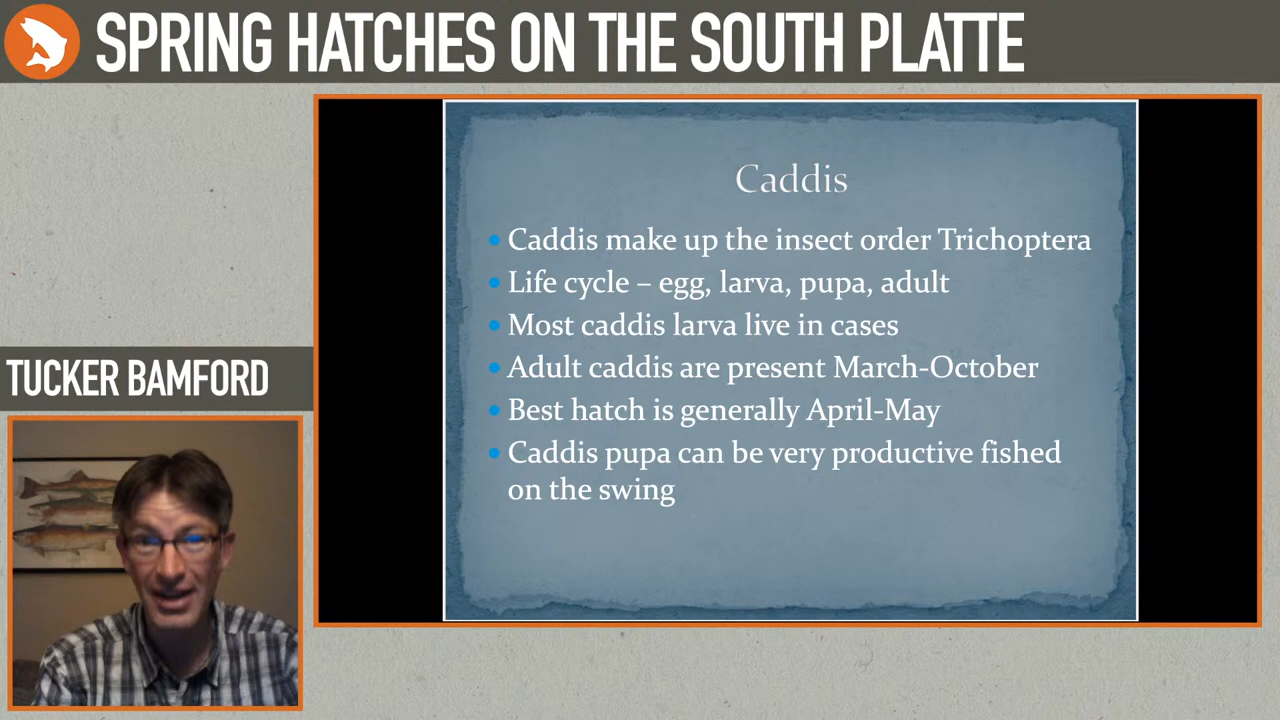 SPRING HATCHES ON THE SOUTH PLATTE
Caddis
• Caddis make up the insect order Trichoptera
• Life cycle – egg, larva, pupa, adult
• Most caddis larva live in cases
• Adult caddis are present March-October
• Best hatch is generally April-May
• Caddis pupa can be very productive fished
on the swing
TUCKER BAMFORD